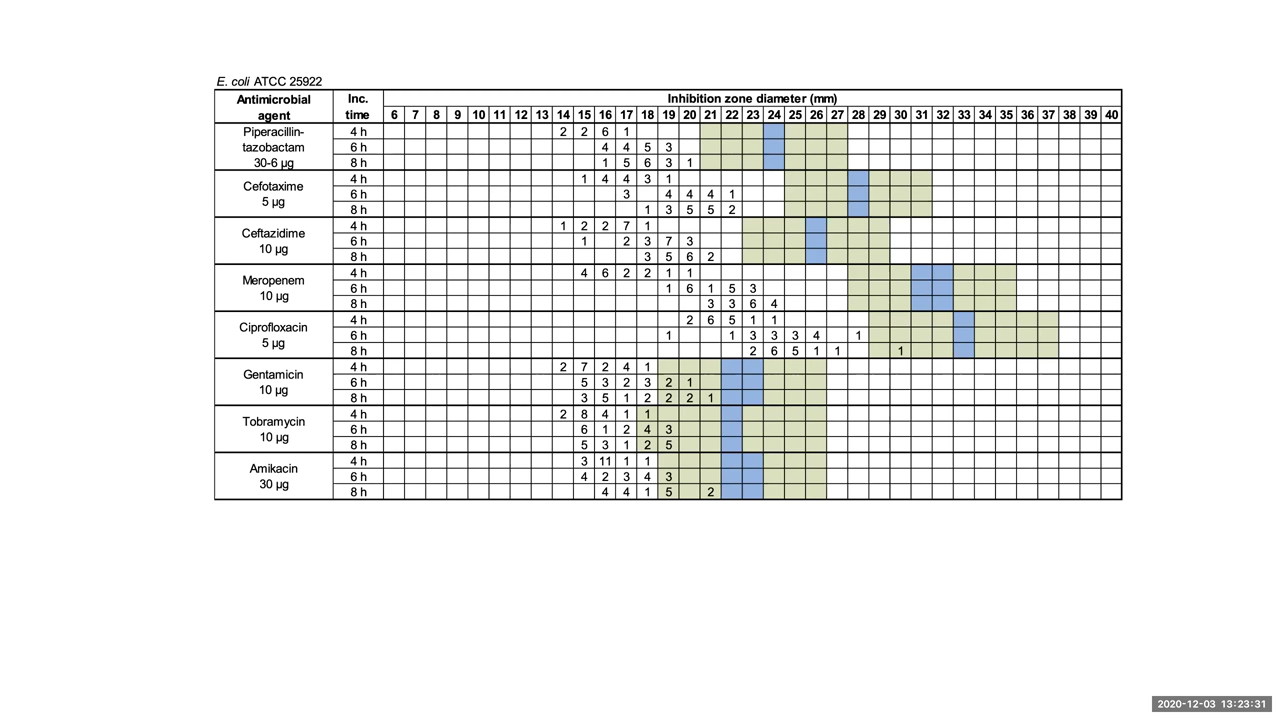 E. coli ATCC 25922
Antimicrobial agent Inc. time Inhibition zone diameter (mm)
6 7 8 9 10 11 12 13 14 15 16 17 18 19 20 21 22 23 24 25 26 27 28 29 30 31 32 33 34 35 36 37 38 39 40
Piperacillin-tazobactam 30-6 µg
4 h 2 2 6 1
6 h 4 4 5 3
8 h 1 5 6 3 1
Cefotaxime 5 µg
4 h 1 4 4 3 1
6 h 3 4 4 4 1
8 h 1 3 5 5 2
Ceftazidime 10 µg
4 h 1 2 2 7 1
6 h 1 2 3 7 3
8 h 3 5 6 2
Meropenem 10 µg
4 h 4 6 2 2 1 1
6 h 1 6 1 5 3
8 h 3 3 6 4
Ciprofloxacin 5 µg
4 h 2 6 5 1 1
6 h 1 1 3 3 3 4 1
8 h 2 6 5 1 1 1
Gentamicin 10 µg
4 h 2 7 2 4 1
6 h 5 3 2 3 2 1
8 h 3 5 1 2 2 2 1
Tobramycin 10 µg
4 h 2 8 4 1 1
6 h 6 1 2 4 3
8 h 5 3 1 2 5
Amikacin 30 µg
4 h 3 11 1 1
6 h 4 2 3 4 3
8 h 4 4 1 5 2
2020-12-03 13:23:31